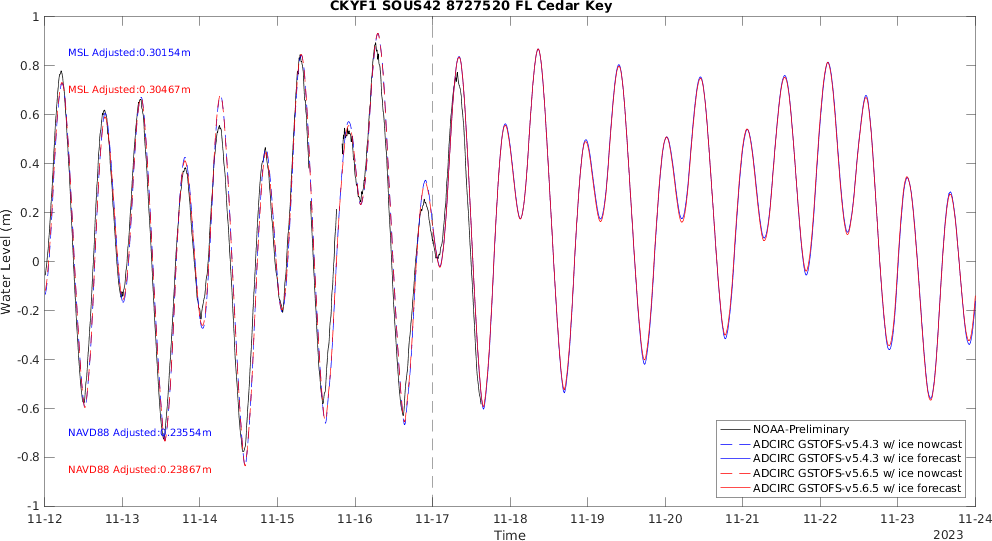 CKYF1 SOUS42 8727520 FL Cedar Key
1
0.8
0.6
0.4
0.2
0
-0.2
-0.4
-0.6
-0.8
-1
Water Level (m)
MSL Adjusted:0.30154m
MSL Adjusted:0.30467m
NAVD88 Adjusted:0.23554m
NAVD88 Adjusted:0.23867m
NOAA-Preliminary
ADCIRC GSTOFS-v5.4.3 w/ ice nowcast
ADCIRC GSTOFS-v5.4.3 w/ ice forecast
ADCIRC GSTOFS-v5.6.5 w/ ice nowcast
ADCIRC GSTOFS-v5.6.5 w/ ice forecast
11-12 11-13 11-14 11-15 11-16 11-17 11-18 11-19 11-20 11-21 11-22 11-23 11-24
Time
2023